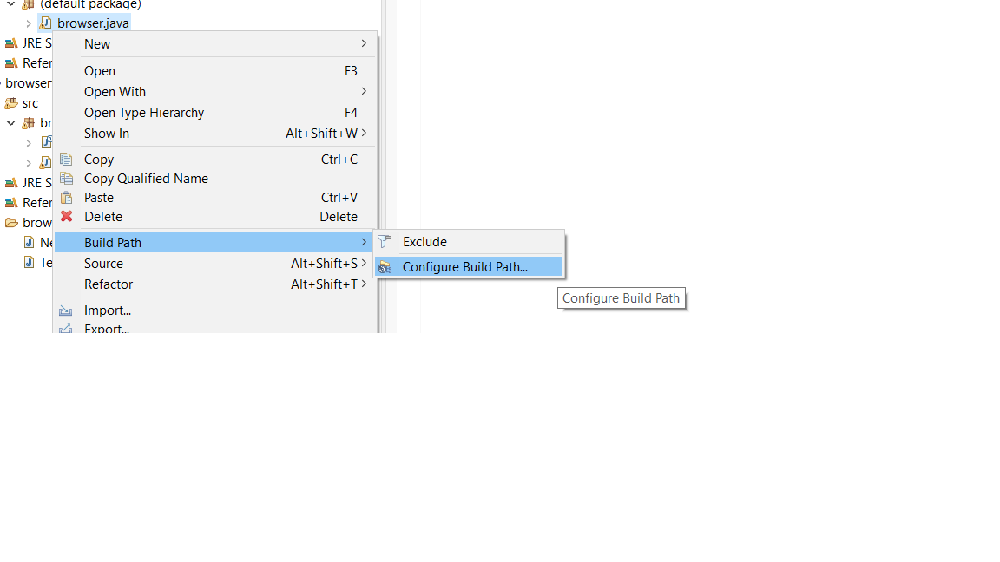 (default package)
browser.java
JRE S
Refer
browser
src
br
JRE S
Refer
brow
Ne
Te
New
Open F3
Open With
Open Type Hierarchy F4
Show In Alt+Shift+W
Copy Ctrl+C
Copy Qualified Name
Paste Ctrl+V
Delete Delete
Build Path
Source Alt+Shift+S
Refactor Alt+Shift+T
Import...
Export...
Exclude
Configure Build Path...
Configure Build Path